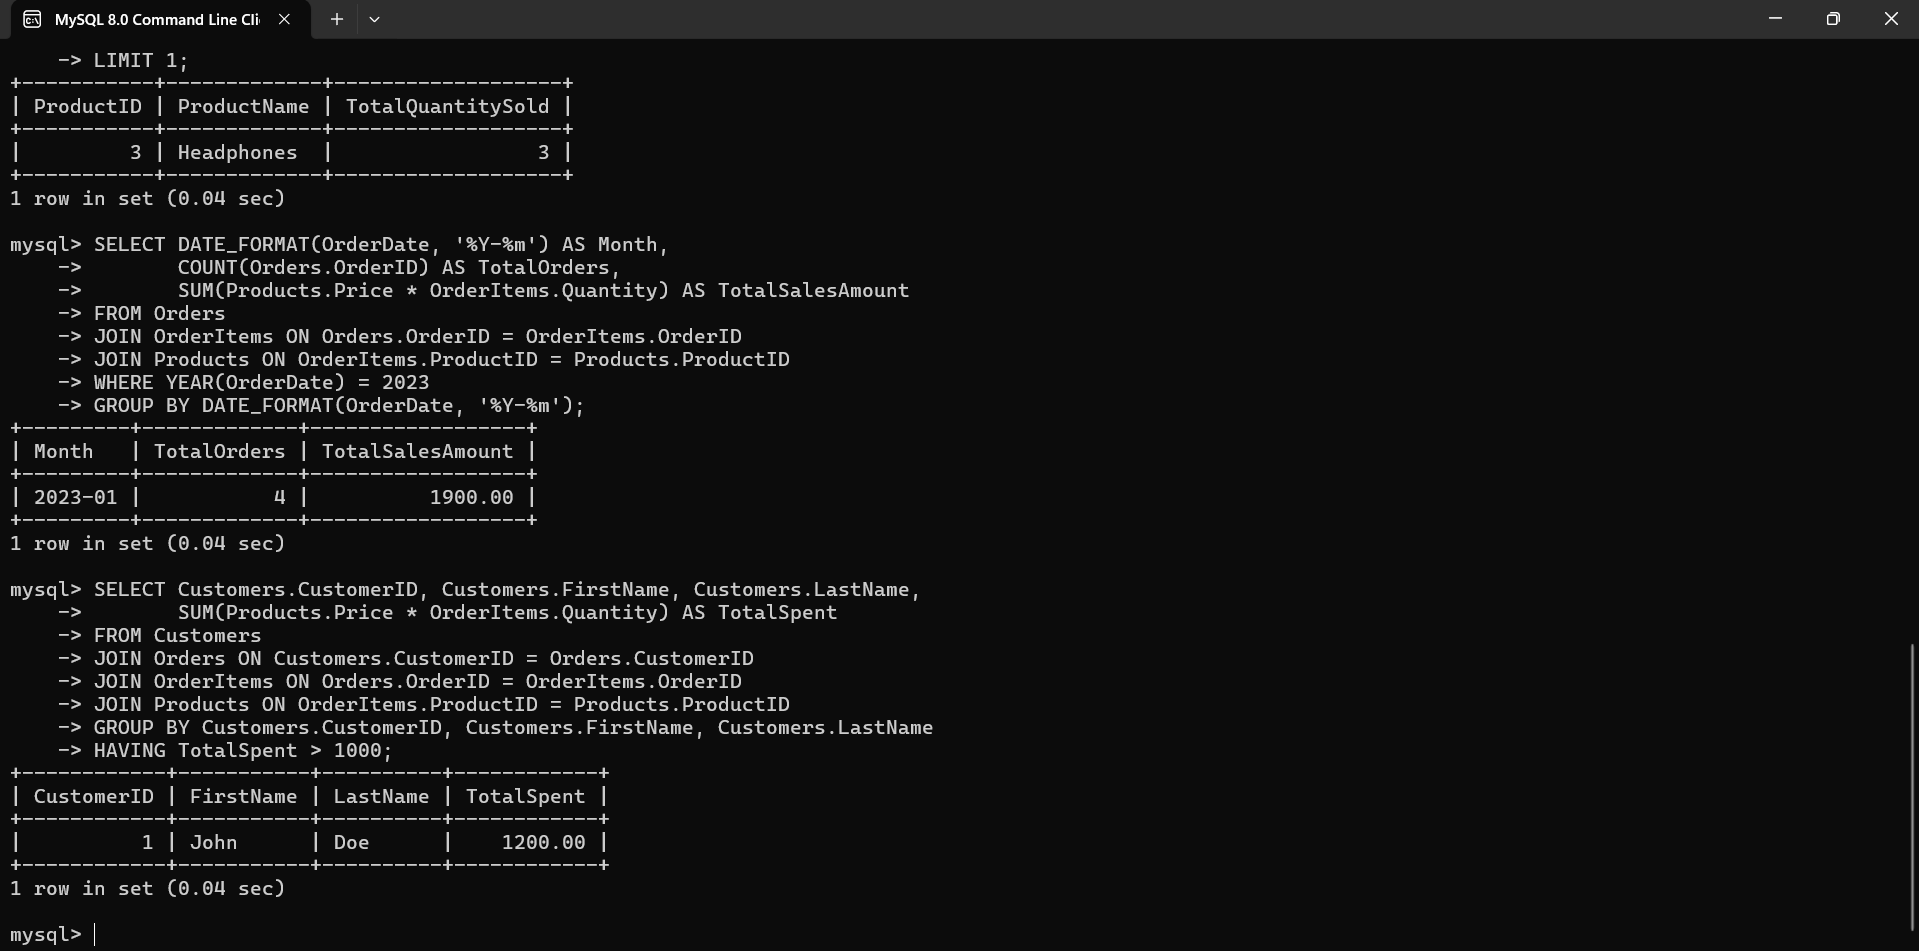 MySQL 8.0 Command Line Cli
    -> LIMIT 1;
+-----------+-------------+-------------------+
| ProductID | ProductName | TotalQuantitySold |
+-----------+-------------+-------------------+
|         3 | Headphones  |                 3 |
+-----------+-------------+-------------------+
1 row in set (0.04 sec)
mysql> SELECT DATE_FORMAT(OrderDate, '%Y-%m') AS Month,
    ->        COUNT(Orders.OrderID) AS TotalOrders,
    ->        SUM(Products.Price * OrderItems.Quantity) AS TotalSalesAmount
    -> FROM Orders
    -> JOIN OrderItems ON Orders.OrderID = OrderItems.OrderID
    -> JOIN Products ON OrderItems.ProductID = Products.ProductID
    -> WHERE YEAR(OrderDate) = 2023
    -> GROUP BY DATE_FORMAT(OrderDate, '%Y-%m');
+---------+-------------+------------------+
| Month   | TotalOrders | TotalSalesAmount |
+---------+-------------+------------------+
| 2023-01 |           4 |          1900.00 |
+---------+-------------+------------------+
1 row in set (0.04 sec)
mysql> SELECT Customers.CustomerID, Customers.FirstName, Customers.LastName,
    ->        SUM(Products.Price * OrderItems.Quantity) AS TotalSpent
    -> FROM Customers
    -> JOIN Orders ON Customers.CustomerID = Orders.CustomerID
    -> JOIN OrderItems ON Orders.OrderID = OrderItems.OrderID
    -> JOIN Products ON OrderItems.ProductID = Products.ProductID
    -> GROUP BY Customers.CustomerID, Customers.FirstName, Customers.LastName
    -> HAVING TotalSpent > 1000;
+------------+-----------+----------+------------+
| CustomerID | FirstName | LastName | TotalSpent |
+------------+-----------+----------+------------+
|          1 | John      | Doe      |    1200.00 |
+------------+-----------+----------+------------+
1 row in set (0.04 sec)
mysql>